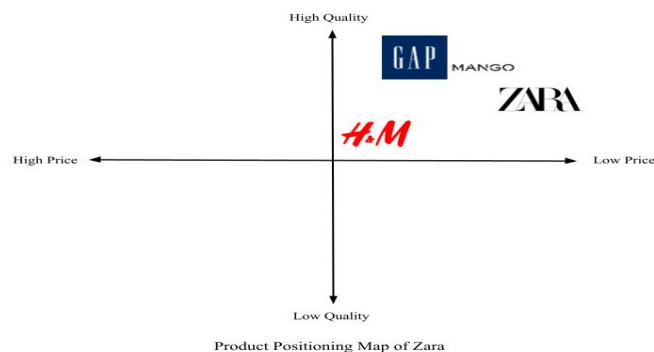 High Quality
GAP
MANGO
ZARA
H&M
High Price
Low Price
Low Quality
Product Positioning Map of Zara